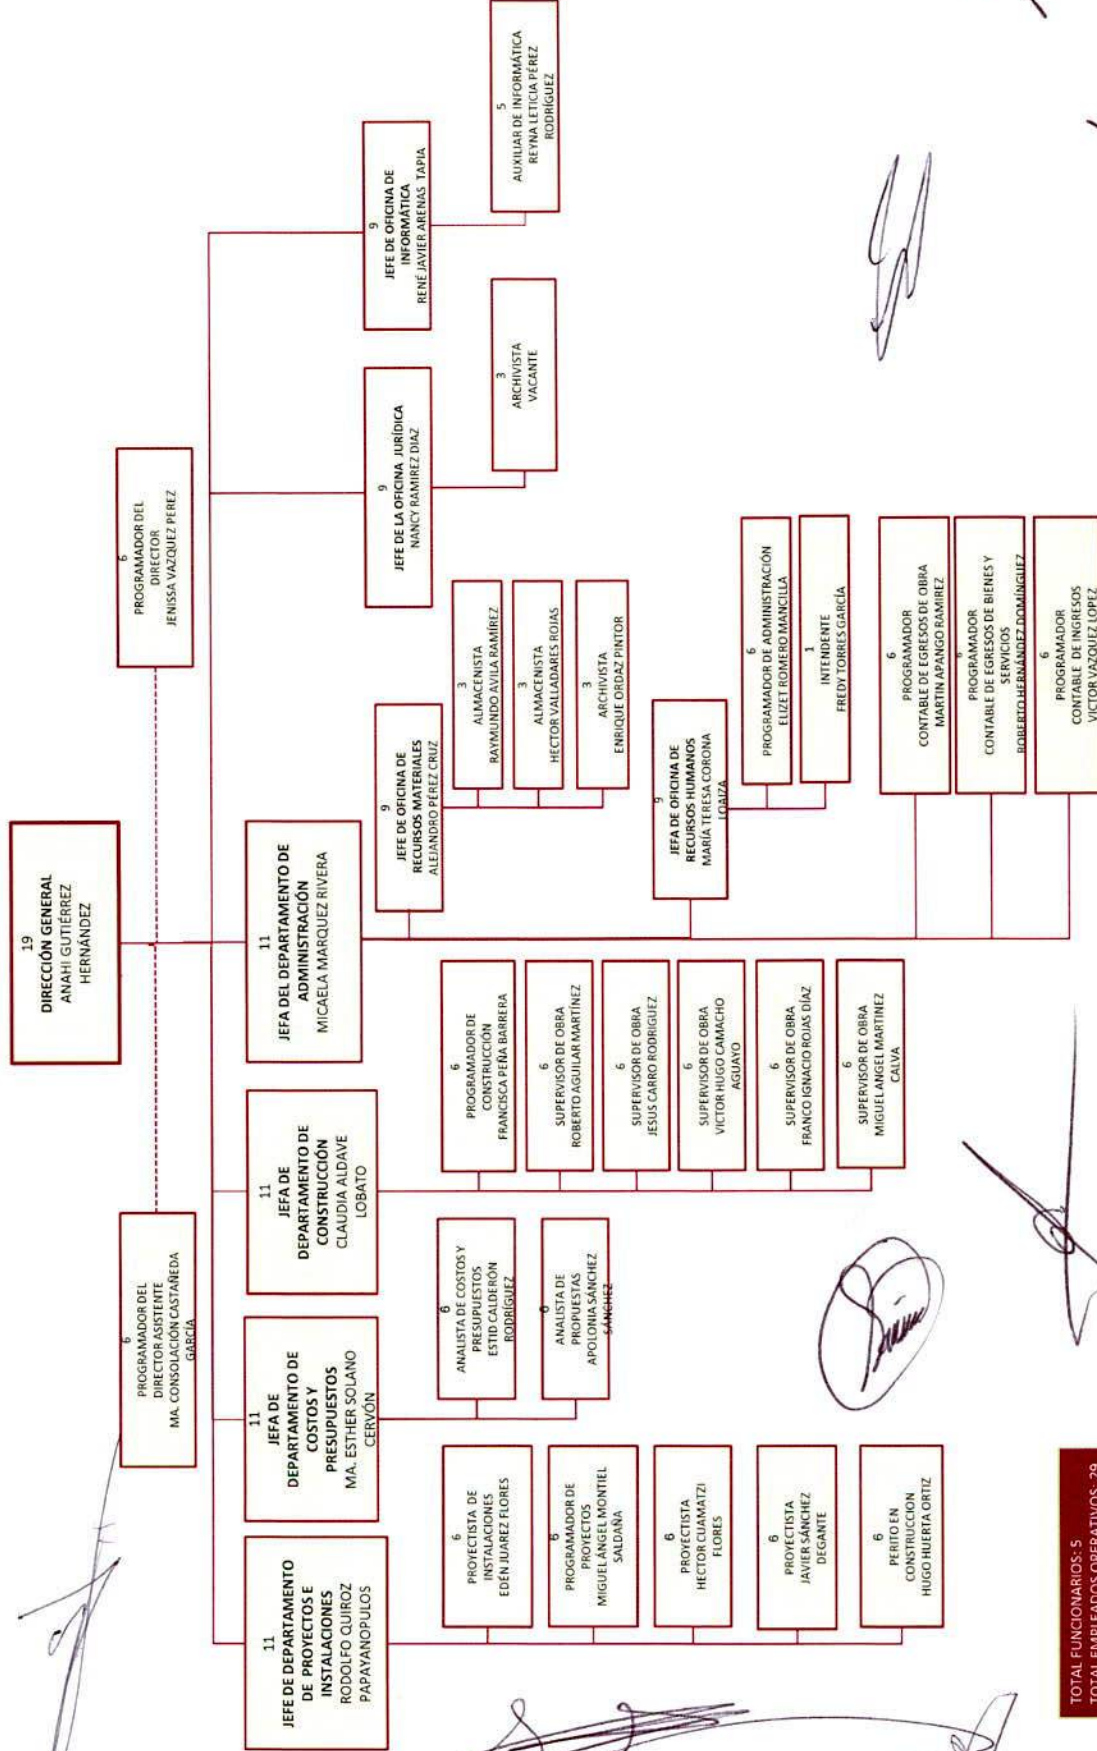 19
DIRECCIÓN GENERAL
ANAHI GUTIÉRREZ
HERNÁNDEZ
6
PROGRAMADOR DEL
DIRECTOR ASISTENTE
MA. CONSOLACIÓN CASTAÑEDA
GARCÍA
6
PROGRAMADOR DEL
DIRECTOR
JENISSA VAZQUEZ PEREZ
11
JEFE DE DEPARTAMENTO
DE PROYECTOS E
INSTALACIONES
RODOLFO QUIROZ
PAPAYANOPULOS
11
JEFA DE
DEPARTAMENTO DE
COSTOS Y
PRESUPUESTOS
MA. ESTHER SOLANO
CERVÓN
11
JEFA DE
DEPARTAMENTO DE
CONSTRUCCIÓN
CLAUDIA ALDAVE
LOBATO
11
JEFA DEL DEPARTAMENTO DE
ADMINISTRACIÓN
MICAELA MARQUEZ RIVERA
9
JEFE DE LA OFICINA JURÍDICA
NANCY RAMIREZ DIAZ
9
JEFE DE OFICINA DE
INFORMÁTICA
RENÉ JAVIER ARENAS TAPIA
6
PROYECTISTA DE
INSTALACIONES
EDÉN JUAREZ FLORES
6
PROGRAMADOR DE
PROYECTOS
MIGUEL ÁNGEL MONTIEL
SALDAÑA
6
PROYECTISTA
HECTOR CUAMATZI
FLORES
6
PROYECTISTA
JAVIER SÁNCHEZ
DEGANTE
6
PERITO EN
CONSTRUCCION
HUGO HUERTA ORTIZ
6
ANALISTA DE COSTOS Y
PRESUPUESTOS
ESTID CALDERÓN
RODRÍGUEZ
6
ANALISTA DE
PROPUESTAS
APOLONIA SÁNCHEZ
SÁNCHEZ
6
PROGRAMADOR DE
CONSTRUCCIÓN
FRANCISCA PEÑA BARRERA
6
SUPERVISOR DE OBRA
ROBERTO AGUILAR MARTÍNEZ
6
SUPERVISOR DE OBRA
JESUS CARRO RODRIGUEZ
6
SUPERVISOR DE OBRA
VICTOR HUGO CAMACHO
AGUAYO
6
SUPERVISOR DE OBRA
FRANCO IGNACIO ROJAS DÍAZ
6
SUPERVISOR DE OBRA
MIGUEL ANGEL MARTINEZ
CALVA
9
JEFE DE OFICINA DE
RECURSOS MATERIALES
ALEJANDRO PÉREZ CRUZ
3
ALMACENISTA
RAYMUNDO AVILA RAMÍREZ
3
ALMACENISTA
HECTOR VALLADARES ROJAS
3
ARCHIVISTA
ENRIQUE ORDAZ PINTOR
9
JEFA DE OFICINA DE
RECURSOS HUMANOS
MARÍA TERESA CORONA
LOAIZA
6
PROGRAMADOR DE ADMINISTRACIÓN
ELIZET ROMERO MANCILLA
1
INTENDENTE
FREDY TORRES GARCÍA
6
PROGRAMADOR
CONTABLE DE EGRESOS DE OBRA
MARTIN APANGO RAMIREZ
6
PROGRAMADOR
CONTABLE DE EGRESOS DE BIENES Y
SERVICIOS
ROBERTO HERNÁNDEZ DOMÍNGUEZ
6
PROGRAMADOR
CONTABLE DE INGRESOS
VICTOR VAZQUEZ LOPEZ
3
ARCHIVISTA
VACANTE
5
AUXILIAR DE INFORMÁTICA
REYNA LETICIA PÉREZ
RODRÍGUEZ
TOTAL FUNCIONARIOS: 5
TOTAL EMPLEADOS OPERATIVOS: 29